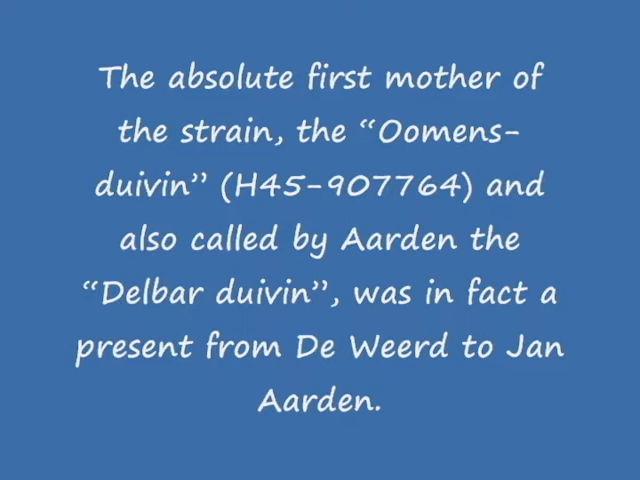 The absolute first mother of
the strain, the “Oomens-
duivin” (H45-907764) and
also called by Aarden the
“Delbar duivin”, was in fact a
present from De Weerd to Jan
Aarden.